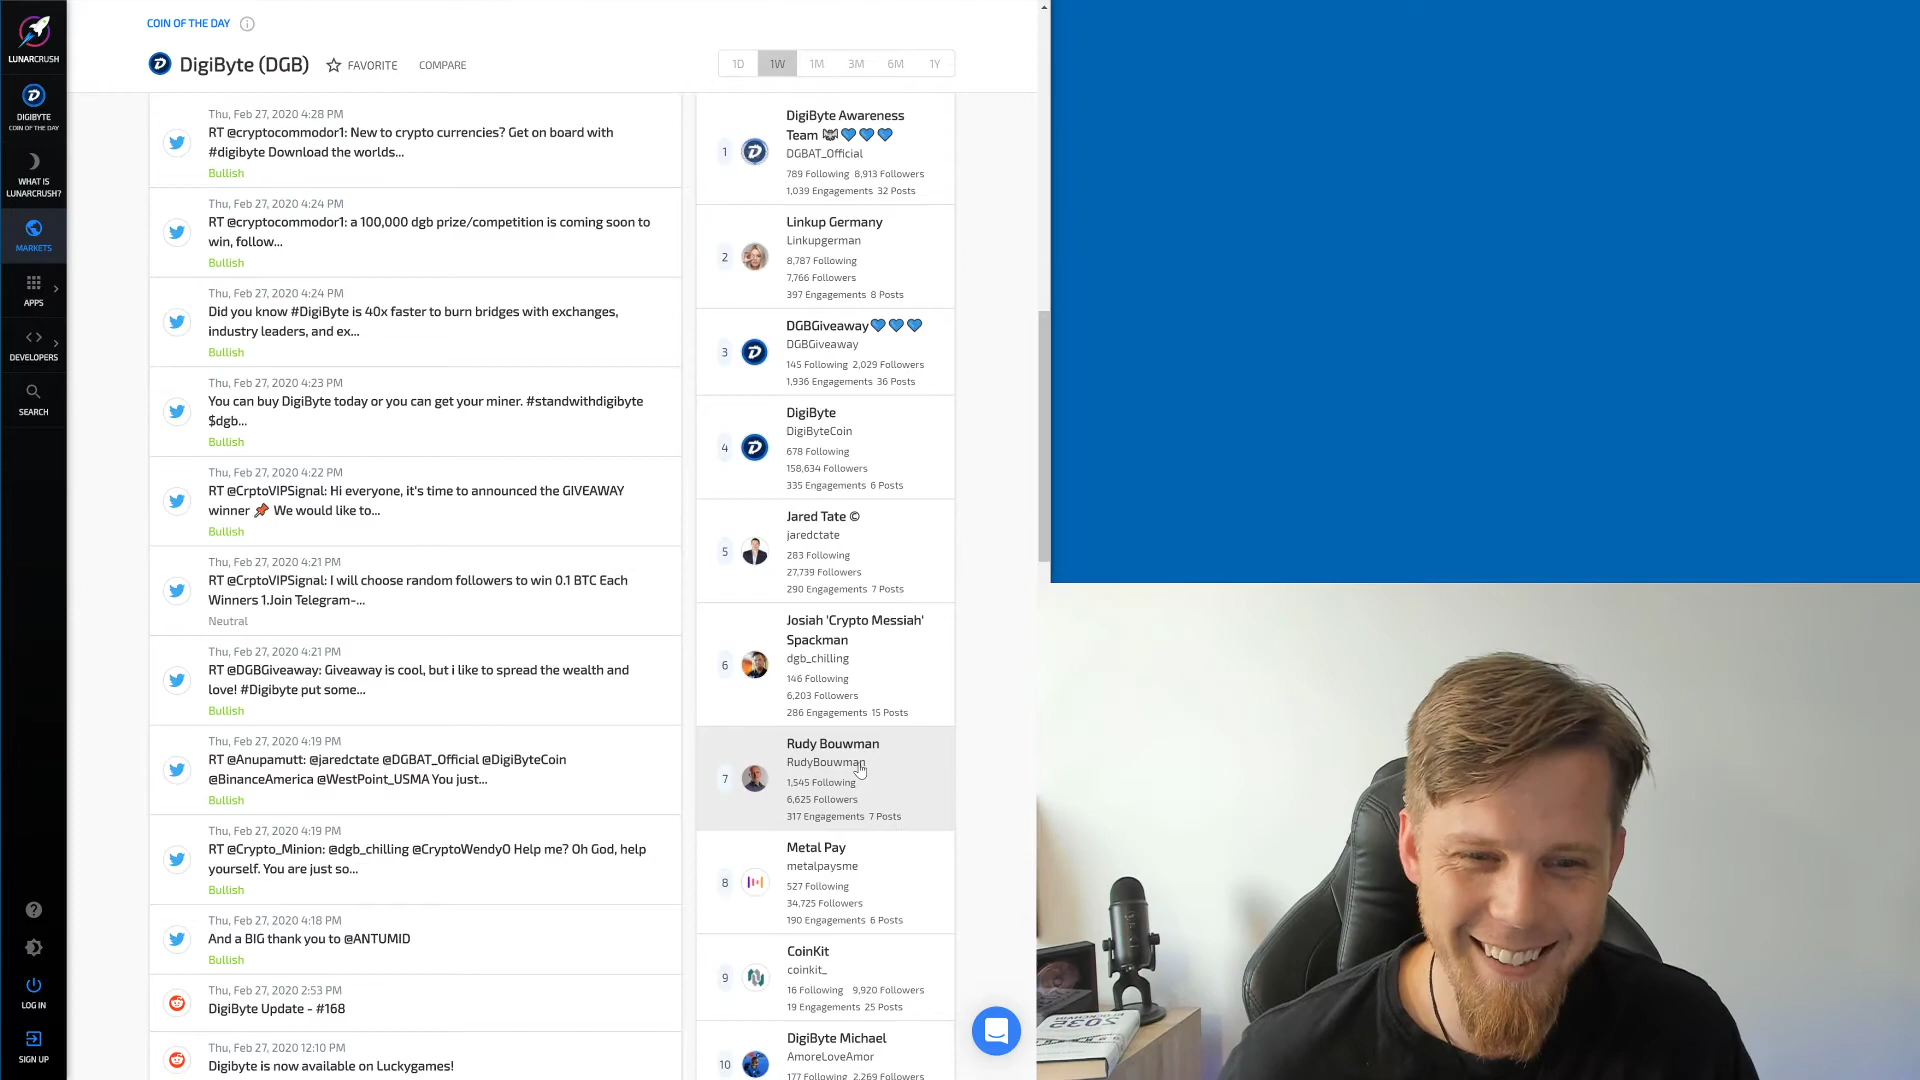 LUNARCRUSH
DIGIBYTE
COIN OF THE DAY
WHAT IS
LUNARCRUSH?
MARKETS
APPS
DEVELOPERS
SEARCH
LOG IN
SIGN UP
COIN OF THE DAY
DigiByte (DGB)
FAVORITE
COMPARE
1D 1W 1M 3M 6M 1Y
Thu, Feb 27, 2020 4:28 PM
RT @cryptocommodor1: New to crypto currencies? Get on board with
#digibyte Download the worlds...
Bullish
Thu, Feb 27, 2020 4:24 PM
RT @cryptocommodor1: a 100,000 dgb prize/competition is coming soon to
win, follow...
Bullish
Thu, Feb 27, 2020 4:24 PM
Did you know #DigiByte is 40x faster to burn bridges with exchanges,
industry leaders, and ex...
Bullish
Thu, Feb 27, 2020 4:23 PM
You can buy DigiByte today or you can get your miner. #standwithdigibyte
$dgb...
Bullish
Thu, Feb 27, 2020 4:22 PM
RT @CrptoVIPSignal: Hi everyone, it's time to announced the GIVEAWAY
winner 📌 We would like to...
Bullish
Thu, Feb 27, 2020 4:21 PM
RT @CrptoVIPSignal: I will choose random followers to win 0.1 BTC Each
Winners 1.Join Telegram-...
Neutral
Thu, Feb 27, 2020 4:21 PM
RT @DGBGiveaway: Giveaway is cool, but i like to spread the wealth and
love! #Digibyte put some...
Bullish
Thu, Feb 27, 2020 4:19 PM
RT @Anupamutt: @jaredctate @DGBAT_Official @DigiByteCoin
@BinanceAmerica @WestPoint_USMA You just...
Bullish
Thu, Feb 27, 2020 4:19 PM
RT @Crypto_Minion: @dgb_chilling @CryptoWendyO Help me? Oh God, help
yourself. You are just so...
Bullish
Thu, Feb 27, 2020 4:18 PM
And a BIG thank you to @ANTUMID
Bullish
Thu, Feb 27, 2020 2:53 PM
DigiByte Update - #168
Thu, Feb 27, 2020 12:10 PM
Digibyte is now available on Luckygames!
1
DigiByte Awareness
Team 💙💙💙
DGBAT_Official
789 Following 8,913 Followers
1,039 Engagements 32 Posts
2
Linkup Germany
Linkupgerman
8,787 Following
7,766 Followers
397 Engagements 8 Posts
3
DGBGiveaway💙💙💙
DGBGiveaway
145 Following 2,029 Followers
1,936 Engagements 36 Posts
4
DigiByte
DigiByteCoin
678 Following
158,634 Followers
335 Engagements 6 Posts
5
Jared Tate ©
jaredctate
283 Following
27,739 Followers
290 Engagements 7 Posts
6
Josiah 'Crypto Messiah'
Spackman
dgb_chilling
146 Following
6,203 Followers
286 Engagements 15 Posts
7
Rudy Bouwman
RudyBouwman
1,545 Following
6,625 Followers
317 Engagements 7 Posts
8
Metal Pay
metalpaysme
527 Following
34,725 Followers
190 Engagements 6 Posts
9
CoinKit
coinkit_
16 Following 9,920 Followers
19 Engagements 25 Posts
10
DigiByte Michael
AmoreLoveAmor
177 Following 2,269 Followers
2035